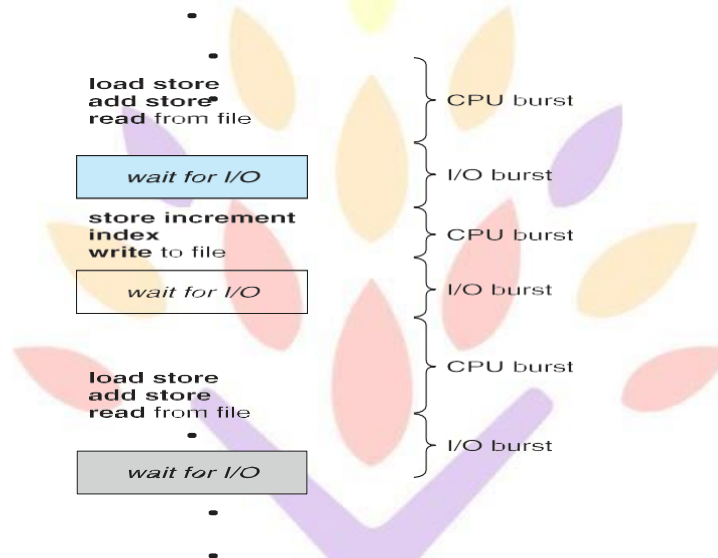 load store
add store
read from file
CPU burst
wait for I/O
I/O burst
store increment
index
write to file
CPU burst
wait for I/O
I/O burst
load store
add store
read from file
CPU burst
wait for I/O
I/O burst